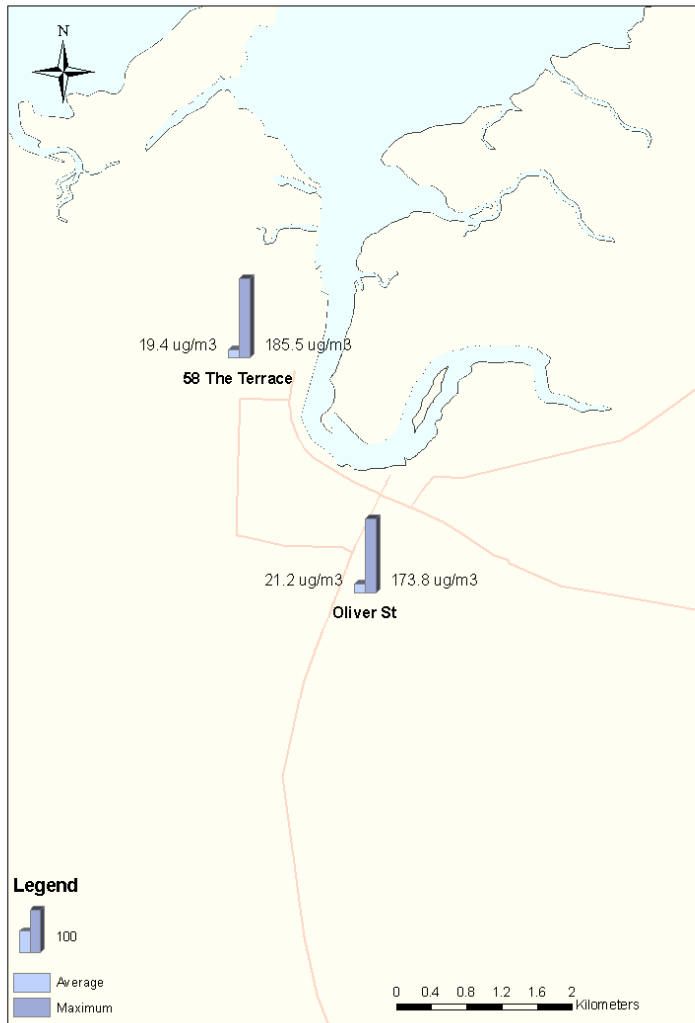 N
19.4 ug/m3 185.5 ug/m3
58 The Terrace
21.2 ug/m3 173.8 ug/m3
Oliver St
Legend
100
Average
Maximum
0 0.4 0.8 1.2 1.6 2
Kilometers